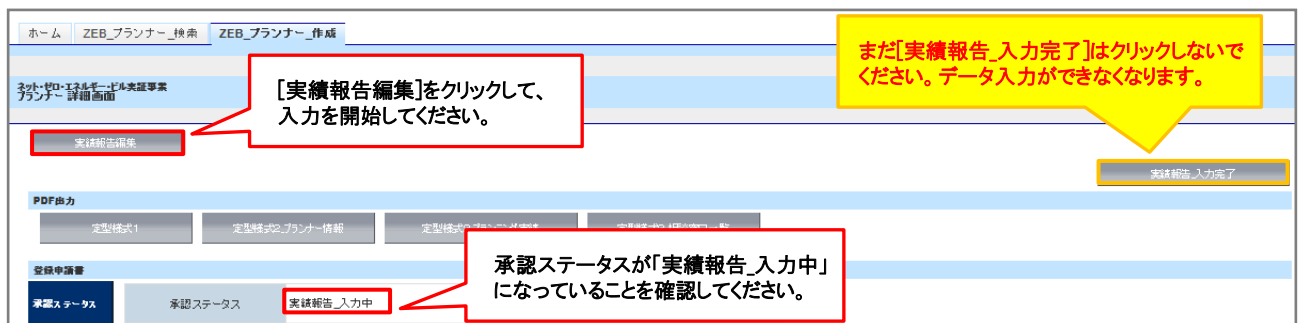 ホーム ZEB_プランナー_検索 ZEB_プランナー_作成
まだ[実績報告_入力完了]はクリックしないで
ください。データ入力ができなくなります。
ネット・ゼロ・エネルギー・ビル実証事業
プランナー 詳細画面
[実績報告編集]をクリックして、
入力を開始してください。
実績報告編集
実績報告_入力完了
PDF出力
定型様式1 定型様式2_プランナー情報
承認ステータスが「実績報告_入力中」
になっていることを確認してください。
登録申請書
承認ステータス 承認ステータス 実績報告_入力中